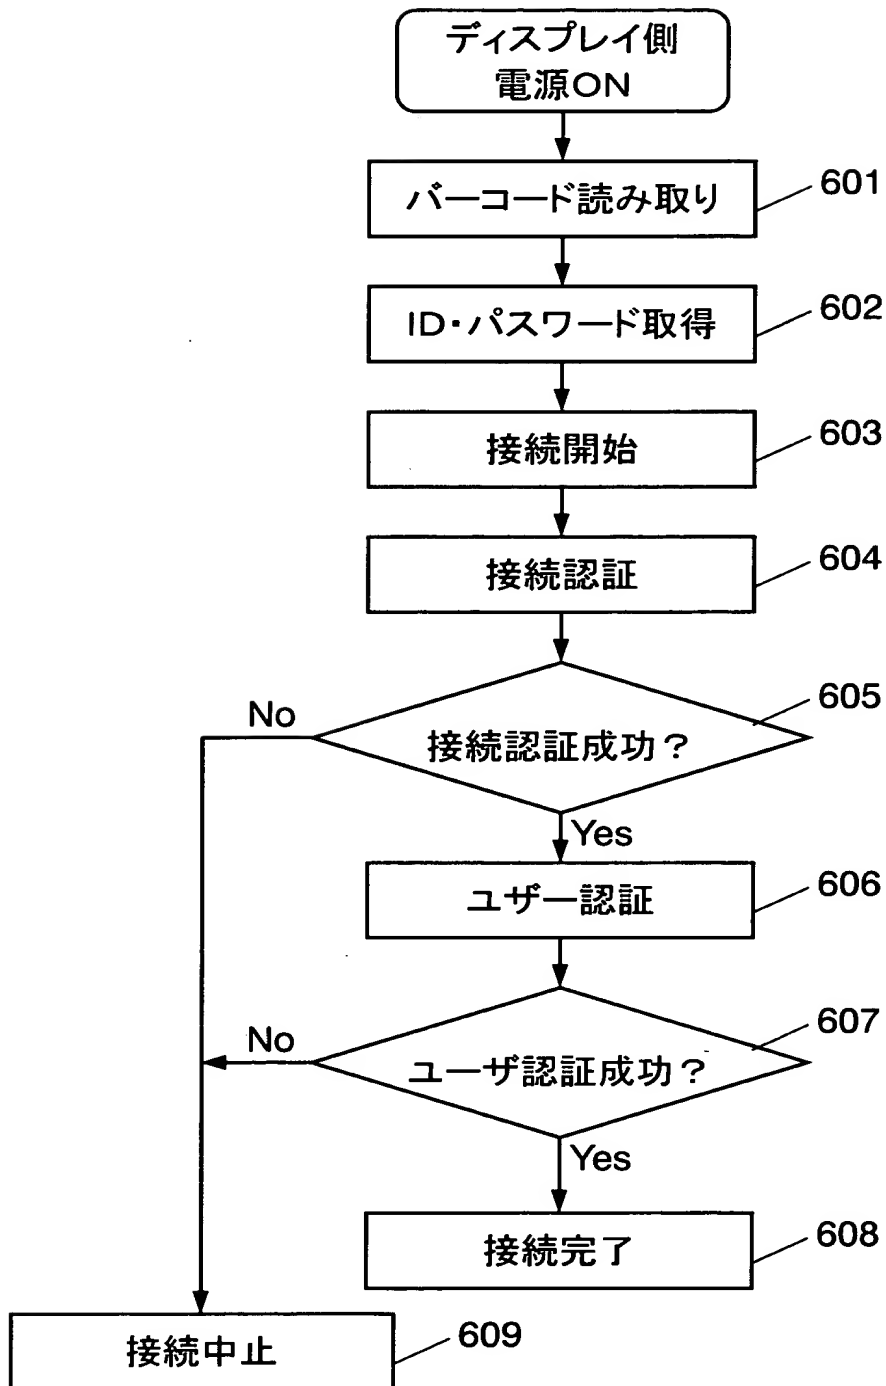 ディスプレイ側
電源ON
バーコード読み取り
601
ID・パスワード取得
602
接続開始
603
接続認証
604
接続認証成功？
605
No
Yes
ユザー認証
606
ユーザ認証成功？
607
No
Yes
接続完了
608
接続中止
609